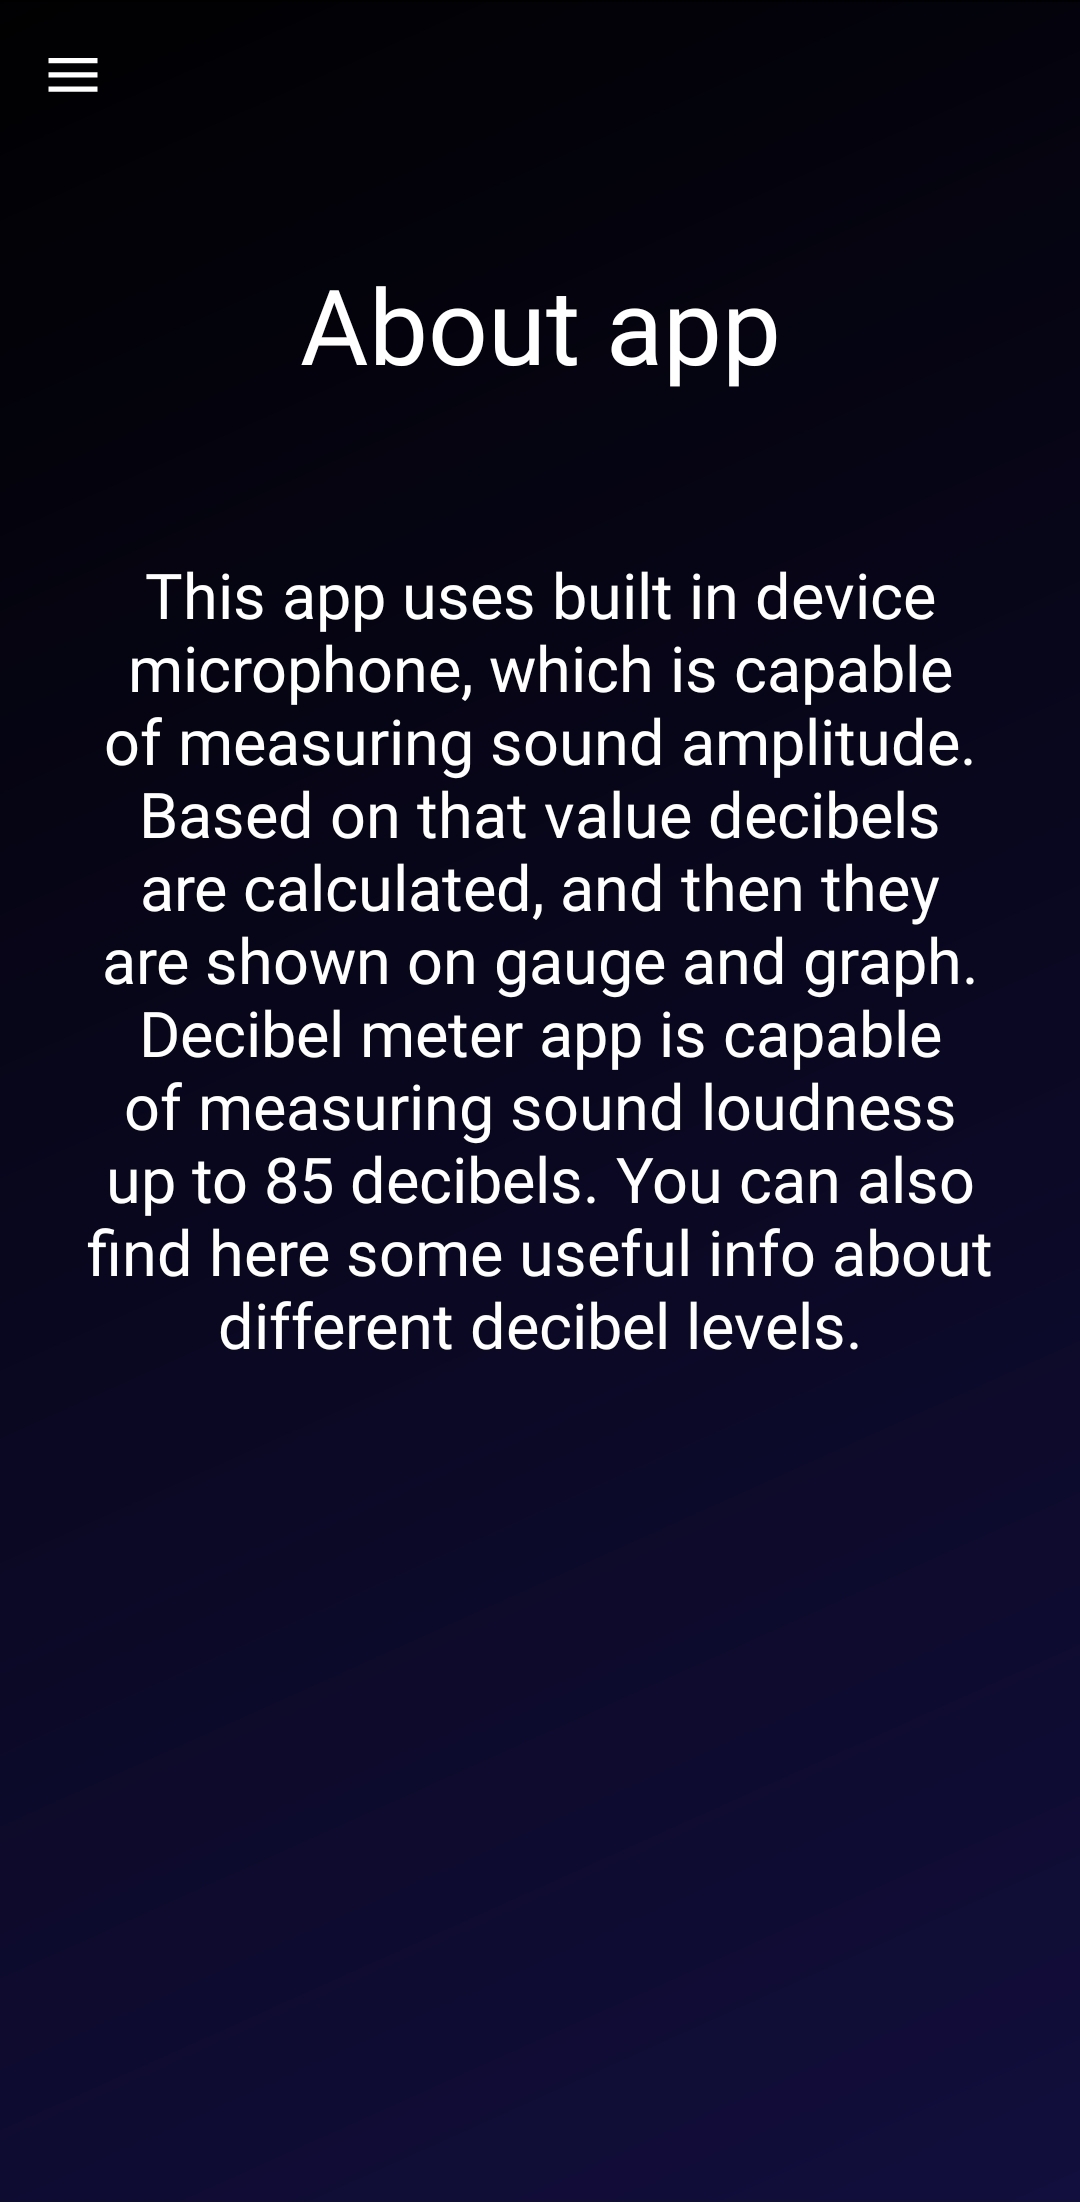 About app
This app uses built in device
microphone, which is capable
of measuring sound amplitude.
Based on that value decibels
are calculated, and then they
are shown on gauge and graph.
Decibel meter app is capable
of measuring sound loudness
up to 85 decibels. You can also
find here some useful info about
different decibel levels.